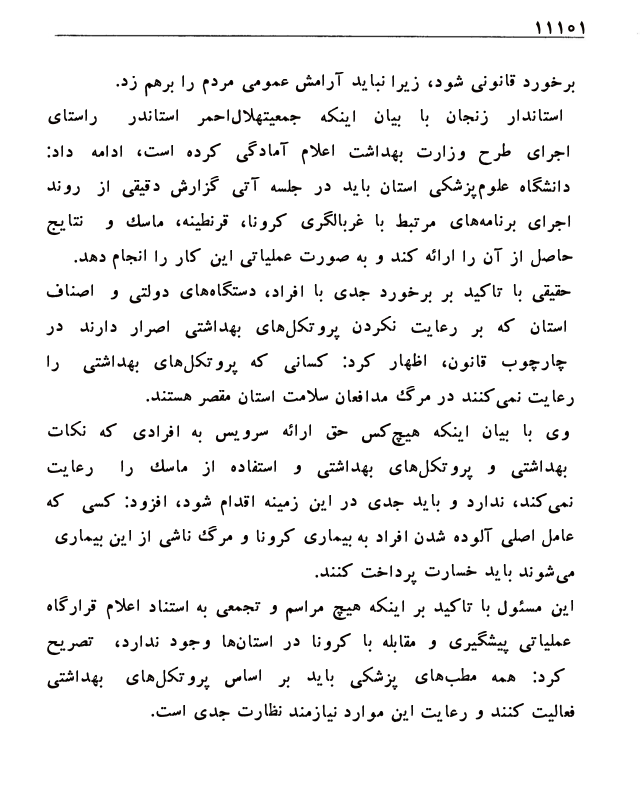 ۱۱۱۰۱
برخورد قانونی شود، زیرا نباید آرامش عمومی مردم را برهم زد.
استاندار زنجان با بیان اینکه جمعیتهلال‌احمر استاندر راستای
اجرای طرح وزارت بهداشت اعلام آمادگی کرده است، ادامه داد:
دانشگاه علوم‌پزشکی استان باید در جلسه آتی گزارش دقیقی از روند
اجرای برنامه‌های مرتبط با غربالگری کرونا، قرنطینه، ماسک و نتایج
حاصل از آن را ارائه کند و به صورت عملیاتی این کار را انجام دهد.
حقیقی با تاکید بر برخورد جدی با افراد، دستگاه‌های دولتی و اصناف
استان که بر رعایت نکردن پروتکل‌های بهداشتی اصرار دارند در
چارچوب قانون، اظهار کرد: کسانی که پروتکل‌های بهداشتی را
رعایت نمی‌کنند در مرگ مدافعان سلامت استان مقصر هستند.
وی با بیان اینکه هیچ‌کس حق ارائه سرویس به افرادی که نکات
بهداشتی و پروتکل‌های بهداشتی و استفاده از ماسک را رعایت
نمی‌کند، ندارد و باید جدی در این زمینه اقدام شود، افزود: کسی که
عامل اصلی آلوده شدن افراد به بیماری کرونا و مرگ ناشی از این بیماری
می‌شوند باید خسارت پرداخت کنند.
این مسئول با تاکید بر اینکه هیچ مراسم و تجمعی به استناد اعلام قرارگاه
عملیاتی پیشگیری و مقابله با کرونا در استان‌ها وجود ندارد، تصریح
کرد: همه مطب‌های پزشکی باید بر اساس پروتکل‌های بهداشتی
فعالیت کنند و رعایت این موارد نیازمند نظارت جدی است.